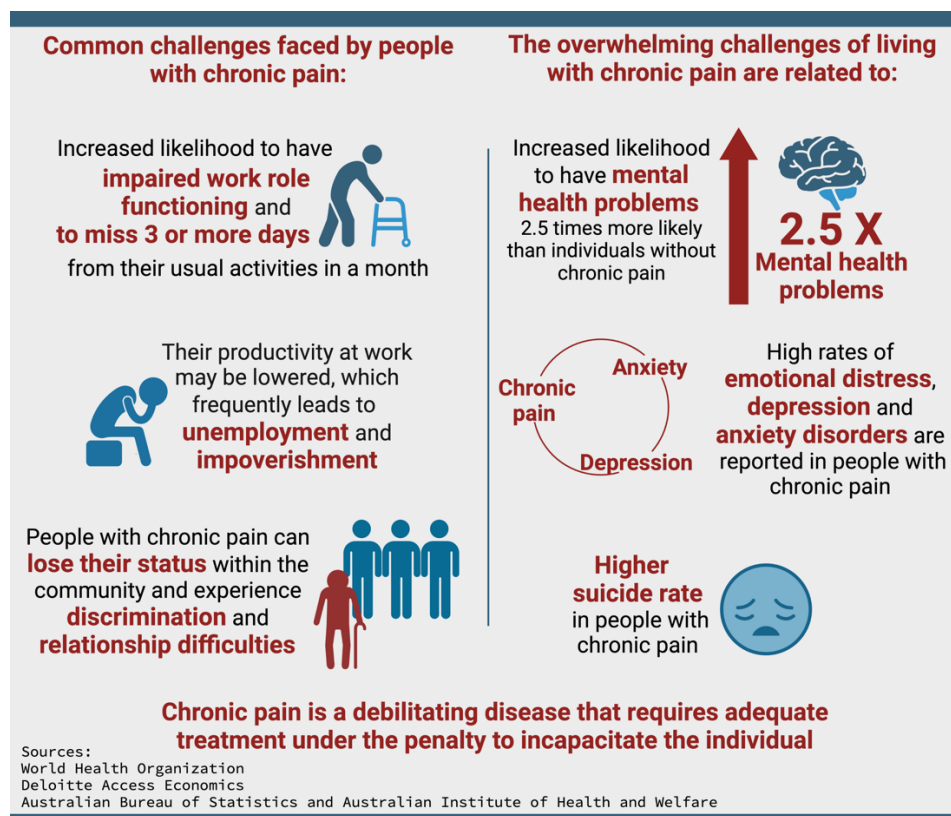 Common challenges faced by people
with chronic pain:
Increased likelihood to have
impaired work role
functioning and
to miss 3 or more days
from their usual activities in a month
Their productivity at work
may be lowered, which
frequently leads to
unemployment and
impoverishment
People with chronic pain can
lose their status within the
community and experience
discrimination and
relationship difficulties
The overwhelming challenges of living
with chronic pain are related to:
Increased likelihood
to have mental
health problems
2.5 times more likely
than individuals without
chronic pain
2.5 X
Mental health
problems
Anxiety
Chronic
pain
Depression
High rates of
emotional distress,
depression and
anxiety disorders are
reported in people with
chronic pain
Higher
suicide rate
in people with
chronic pain
Chronic pain is a debilitating disease that requires adequate
treatment under the penalty to incapacitate the individual
Sources:
World Health Organization
Deloitte Access Economics
Australian Bureau of Statistics and Australian Institute of Health and Welfare